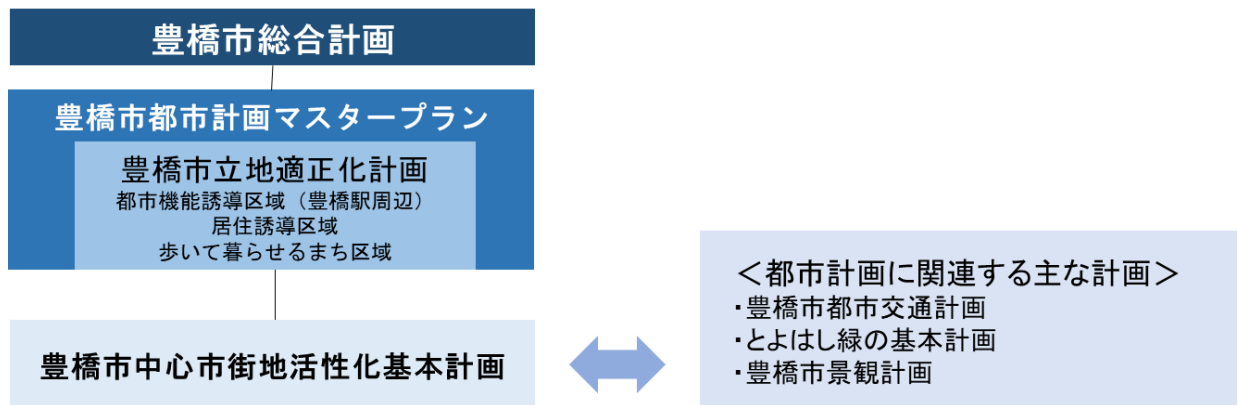 豊橋市総合計画
豊橋市都市計画マスタープラン
豊橋市立地適正化計画
都市機能誘導区域（豊橋駅周辺）
居住誘導区域
歩いて暮らせるまち区域
豊橋市中心市街地活性化基本計画
＜都市計画に関連する主な計画＞
・豊橋市都市交通計画
・とよはし緑の基本計画
・豊橋市景観計画